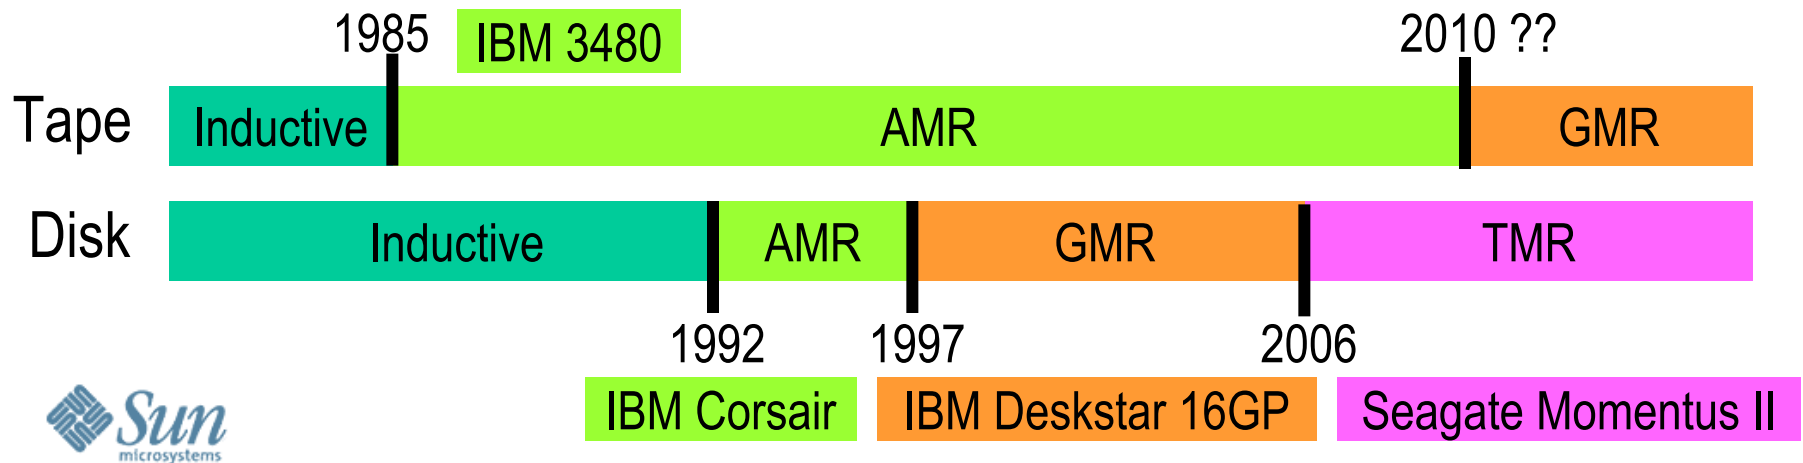 1985 IBM 3480 2010 ??
Tape Inductive AMR GMR
Disk Inductive AMR GMR TMR
1992 1997 2006
IBM Corsair IBM Deskstar 16GP Seagate Momentus II
Sun
microsystems